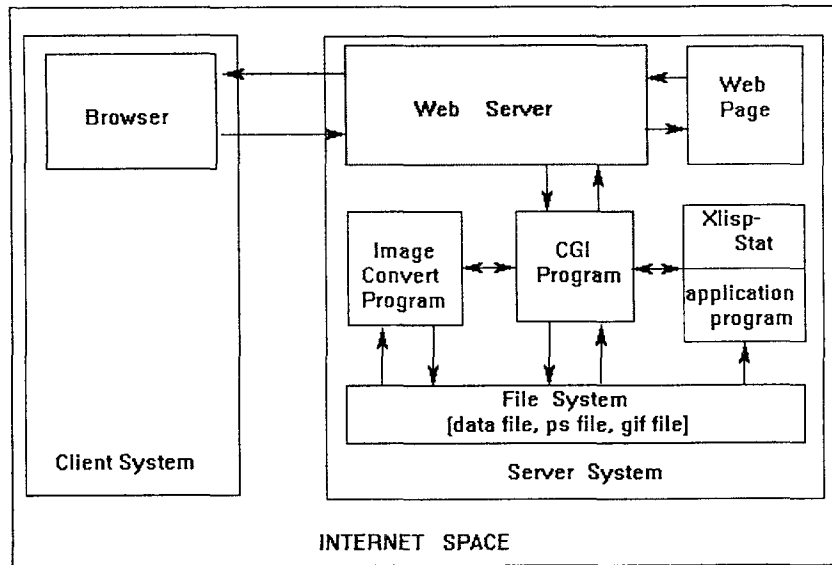 Browser
Web Server
Web
Page
Image
Convert
Program
CGI
Program
Xlisp-
Stat
application
program
File System
[data file, ps file, gif file]
Client System
Server System
INTERNET SPACE